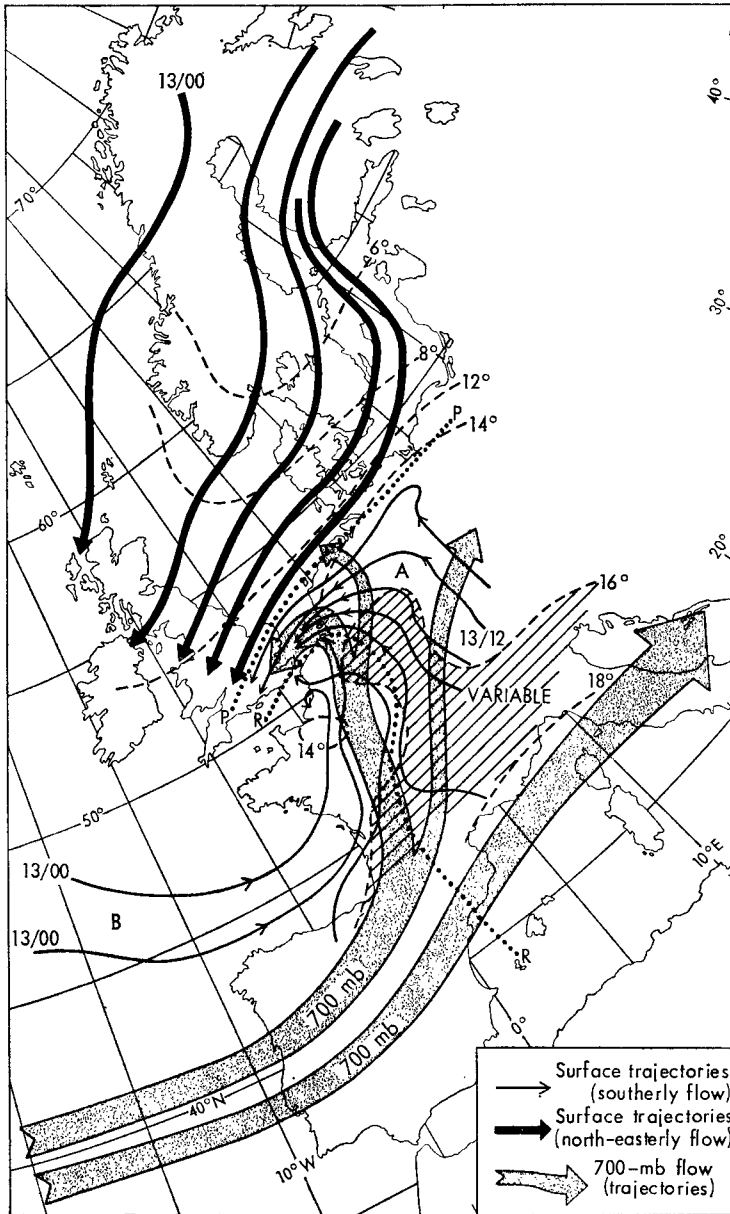 13/00
40°
70°
6°
30°
8°
12°
P
14°
60°
20°
A
16°
13/12
VARIABLE
18°
P
R
14°
50°
10°E
13/00
B
13/00
R
700 mb
0°
700 mb
40°N
10°W
Surface trajectories
(southerly flow)
Surface trajectories
(north-easterly flow)
700-mb flow
(trajectories)